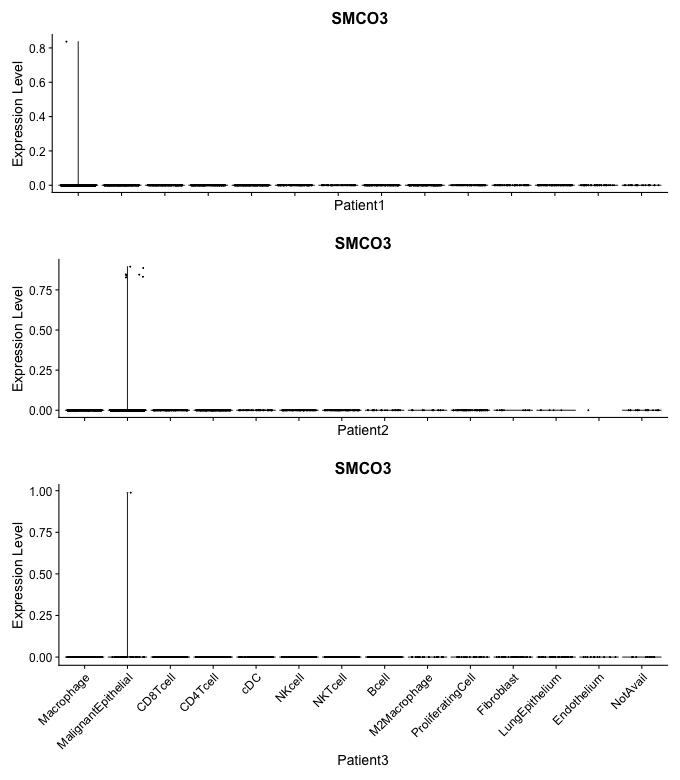 SMCO3
Expression Level
0.8
0.6
0.4
0.2
0.0
Patient1
SMCO3
Expression Level
0.75
0.50
0.25
0.00
Patient2
SMCO3
Expression Level
1.00
0.75
0.50
0.25
0.00
Macrophage
MalignantEpithelial
CD8Tcell
CD4Tcell
cDC
NKcell
NKTcell
Bcell
M2Macrophage
ProliferatingCell
Fibroblast
LungEpithelium
Endothelium
NotAvail
Patient3